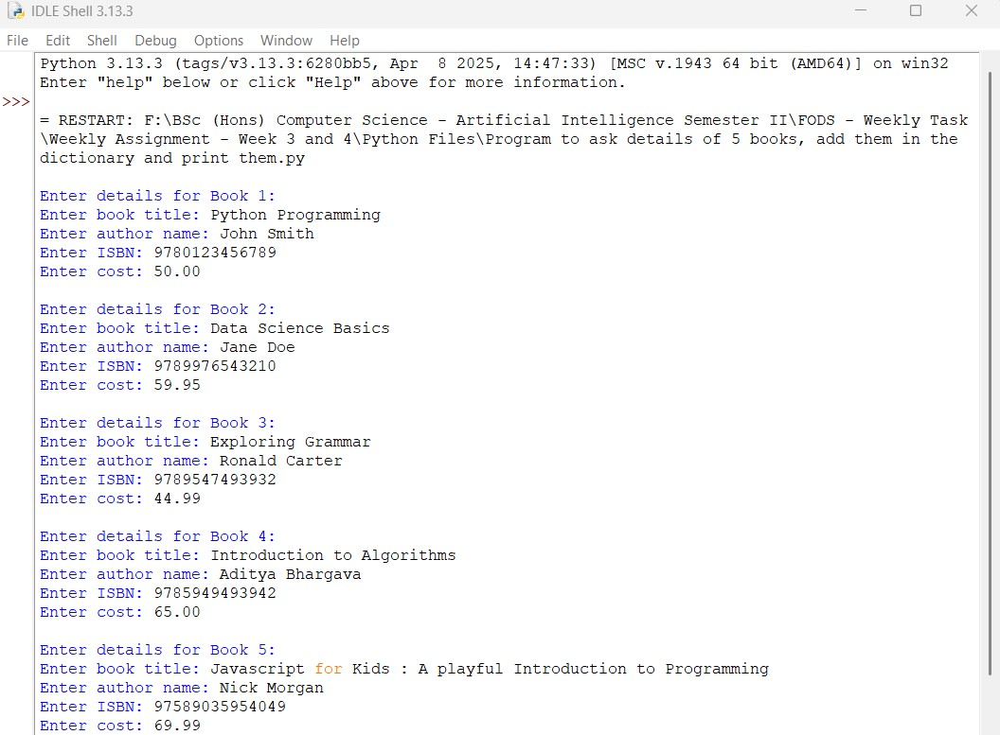 IDLE Shell 3.13.3
File Edit Shell Debug Options Window Help
Python 3.13.3 (tags/v3.13.3:6280bb5, Apr  8 2025, 14:47:33) [MSC v.1943 64 bit (AMD64)] on win32
Enter "help" below or click "Help" above for more information.
>>>
= RESTART: F:\BSc (Hons) Computer Science - Artificial Intelligence Semester II\FODS - Weekly Task
\Weekly Assignment - Week 3 and 4\Python Files\Program to ask details of 5 books, add them in the
dictionary and print them.py
Enter details for Book 1:
Enter book title: Python Programming
Enter author name: John Smith
Enter ISBN: 9780123456789
Enter cost: 50.00
Enter details for Book 2:
Enter book title: Data Science Basics
Enter author name: Jane Doe
Enter ISBN: 9789976543210
Enter cost: 59.95
Enter details for Book 3:
Enter book title: Exploring Grammar
Enter author name: Ronald Carter
Enter ISBN: 9789547493932
Enter cost: 44.99
Enter details for Book 4:
Enter book title: Introduction to Algorithms
Enter author name: Aditya Bhargava
Enter ISBN: 9785949493942
Enter cost: 65.00
Enter details for Book 5:
Enter book title: Javascript for Kids : A playful Introduction to Programming
Enter author name: Nick Morgan
Enter ISBN: 97589035954049
Enter cost: 69.99